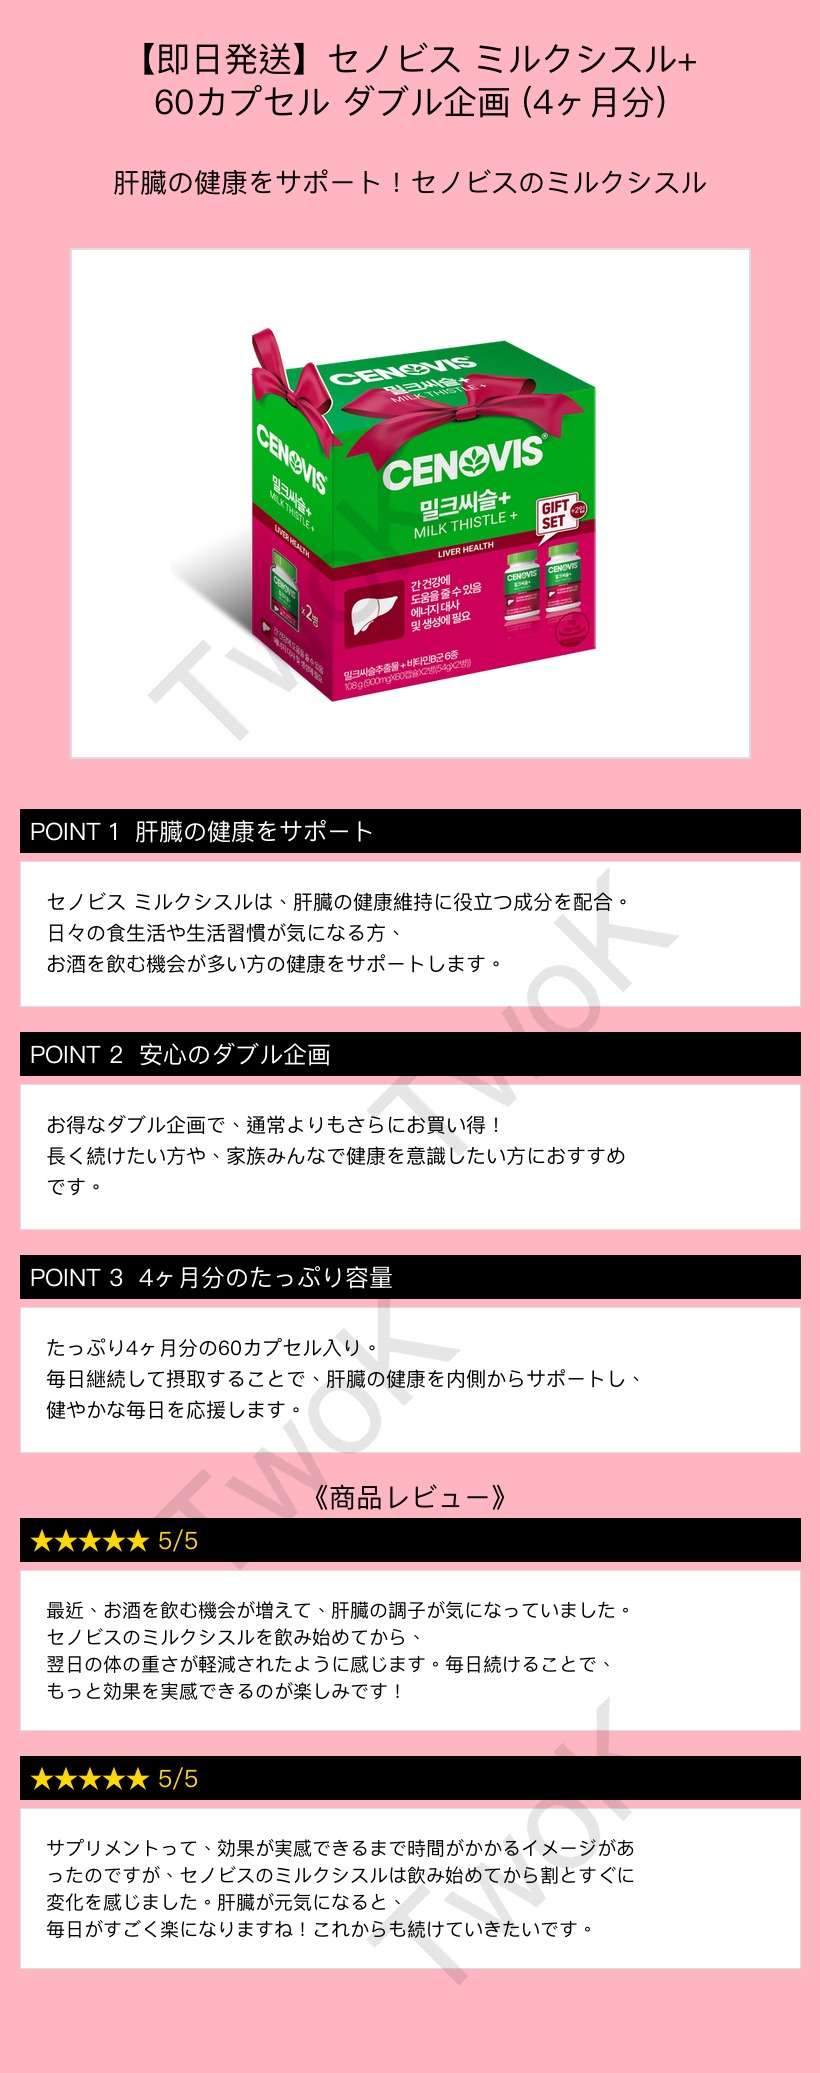 【即日発送】セノビス ミルクシスル+
60カプセル ダブル企画 (4ヶ月分)
肝臓の健康をサポート！セノビスのミルクシスル
CENOVIS
밀크씨슬+
MILK THISTLE +
CENOVIS
밀크씨슬+
MILK THISTLE +
LIVER HEALTH
x2병
CENOVIS®
밀크씨슬+
MILK THISTLE +
GIFT
SET
+2입
LIVER HEALTH
간 건강에
도움을 줄 수 있음
에너지 대사
및 생성에 필요
CENOVIS
CENOVIS
밀크씨슬추출물 + 비타민B군 6종
108g (900mgX60캡슐X2병(54gX2병))
TwoK
POINT 1 肝臓の健康をサポート
セノビス ミルクシスルは、肝臓の健康維持に役立つ成分を配合。
日々の食生活や生活習慣が気になる方、
お酒を飲む機会が多い方の健康をサポートします。
TwoK
POINT 2 安心のダブル企画
お得なダブル企画で、通常よりもさらにお買い得！
長く続けたい方や、家族みんなで健康を意識したい方におすすめ
です。
POINT 3 4ヶ月分のたっぷり容量
たっぷり4ヶ月分の60カプセル入り。
毎日継続して摂取することで、肝臓の健康を内側からサポートし、
健やかな毎日を応援します。
TwoK
《商品レビュー》
★★★★★ 5/5
最近、お酒を飲む機会が増えて、肝臓の調子が気になっていました。
セノビスのミルクシスルを飲み始めてから、
翌日の体の重さが軽減されたように感じます。毎日続けることで、
もっと効果を実感できるのが楽しみです！
★★★★★ 5/5
サプリメントって、効果が実感できるまで時間がかかるイメージがあ
ったのですが、セノビスのミルクシスルは飲み始めてから割とすぐに
変化を感じました。肝臓が元気になると、
毎日がすごく楽になりますね！これからも続けていきたいです。
TwoK